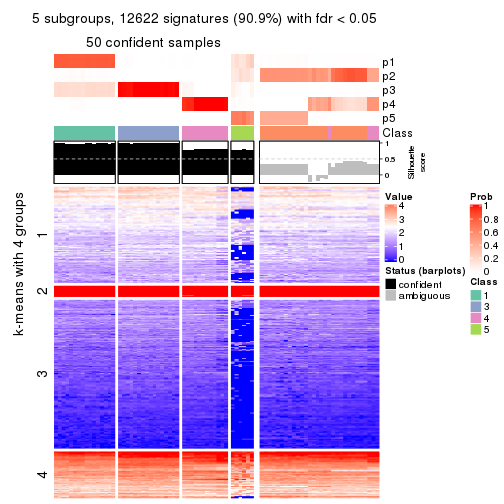 5 subgroups, 12622 signatures (90.9%) with fdr < 0.05
50 confident samples
p1
p2
p3
p4
p5
Class
1
0.5
0
Silhouette
score
k-means with 4 groups
1
2
3
4
Value
4
3
2
1
0
Status (barplots)
confident
ambiguous
Prob
1
0.8
0.6
0.4
0.2
0
Class
1
3
4
5